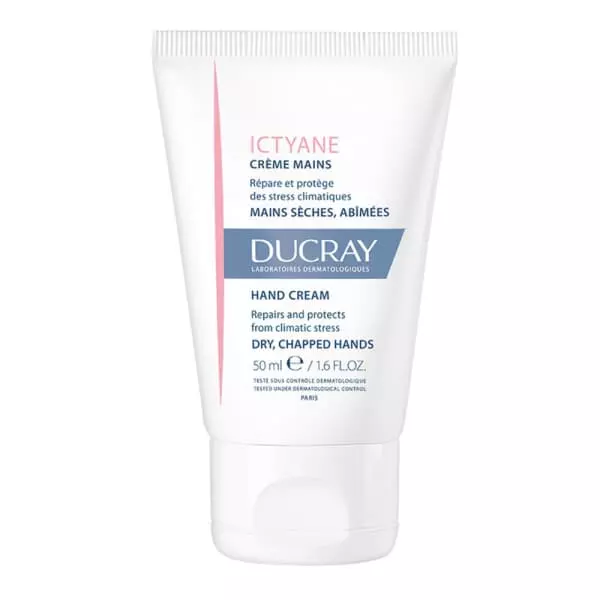 ICTYANE
CRÈME MAINS
Répare et protège
des stress climatiques
MAINS SÈCHES, ABÎMÉES
DUCRAY
LABORATOIRES DERMATOLOGIQUES
HAND CREAM
Repairs and protects
from climatic stress
DRY, CHAPPED HANDS
50 ml ℮ / 1.6 FL.OZ.
TESTÉ SOUS CONTRÔLE DERMATOLOGIQUE
TESTED UNDER DERMATOLOGICAL CONTROL
PARIS